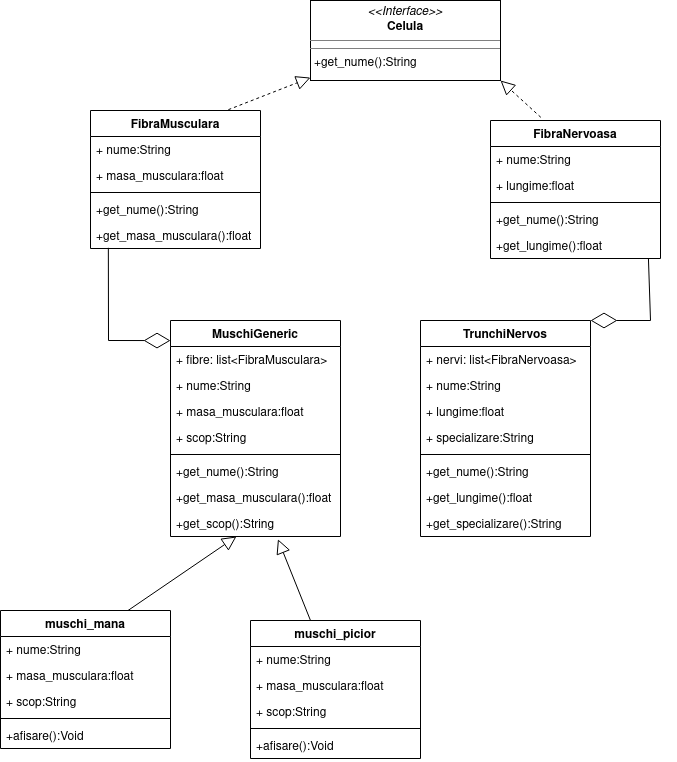 <<Interface>>
Celula
+get_nume():String
FibraMusculara
+ nume:String
+ masa_musculara:float
+get_nume():String
+get_masa_musculara():float
FibraNervoasa
+ nume:String
+ lungime:float
+get_nume():String
+get_lungime():float
MuschiGeneric
+ fibre: list<FibraMusculara>
+ nume:String
+ masa_musculara:float
+ scop:String
+get_nume():String
+get_masa_musculara():float
+get_scop():String
TrunchiNervos
+ nervi: list<FibraNervoasa>
+ nume:String
+ lungime:float
+ specializare:String
+get_nume():String
+get_lungime():float
+get_specializare():String
muschi_mana
+ nume:String
+ masa_musculara:float
+ scop:String
+afisare():Void
muschi_picior
+ nume:String
+ masa_musculara:float
+ scop:String
+afisare():Void